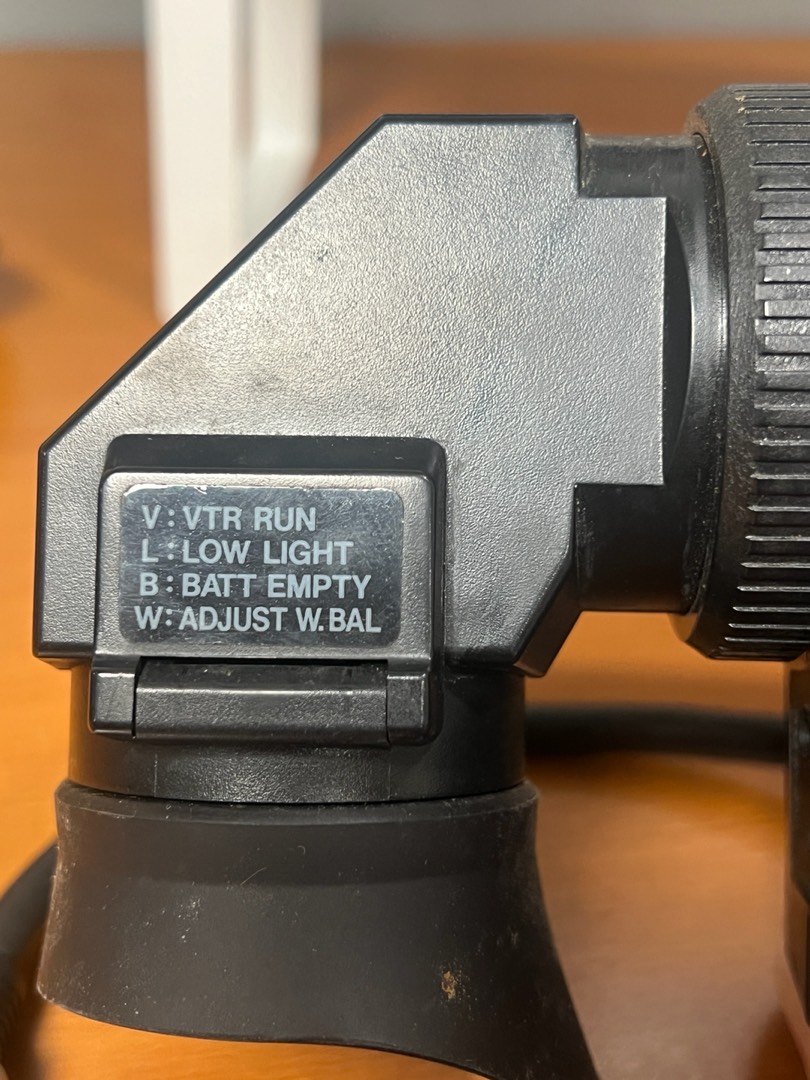 V: VTR RUN
L: LOW LIGHT
B: BATT EMPTY
W: ADJUST W. BAL